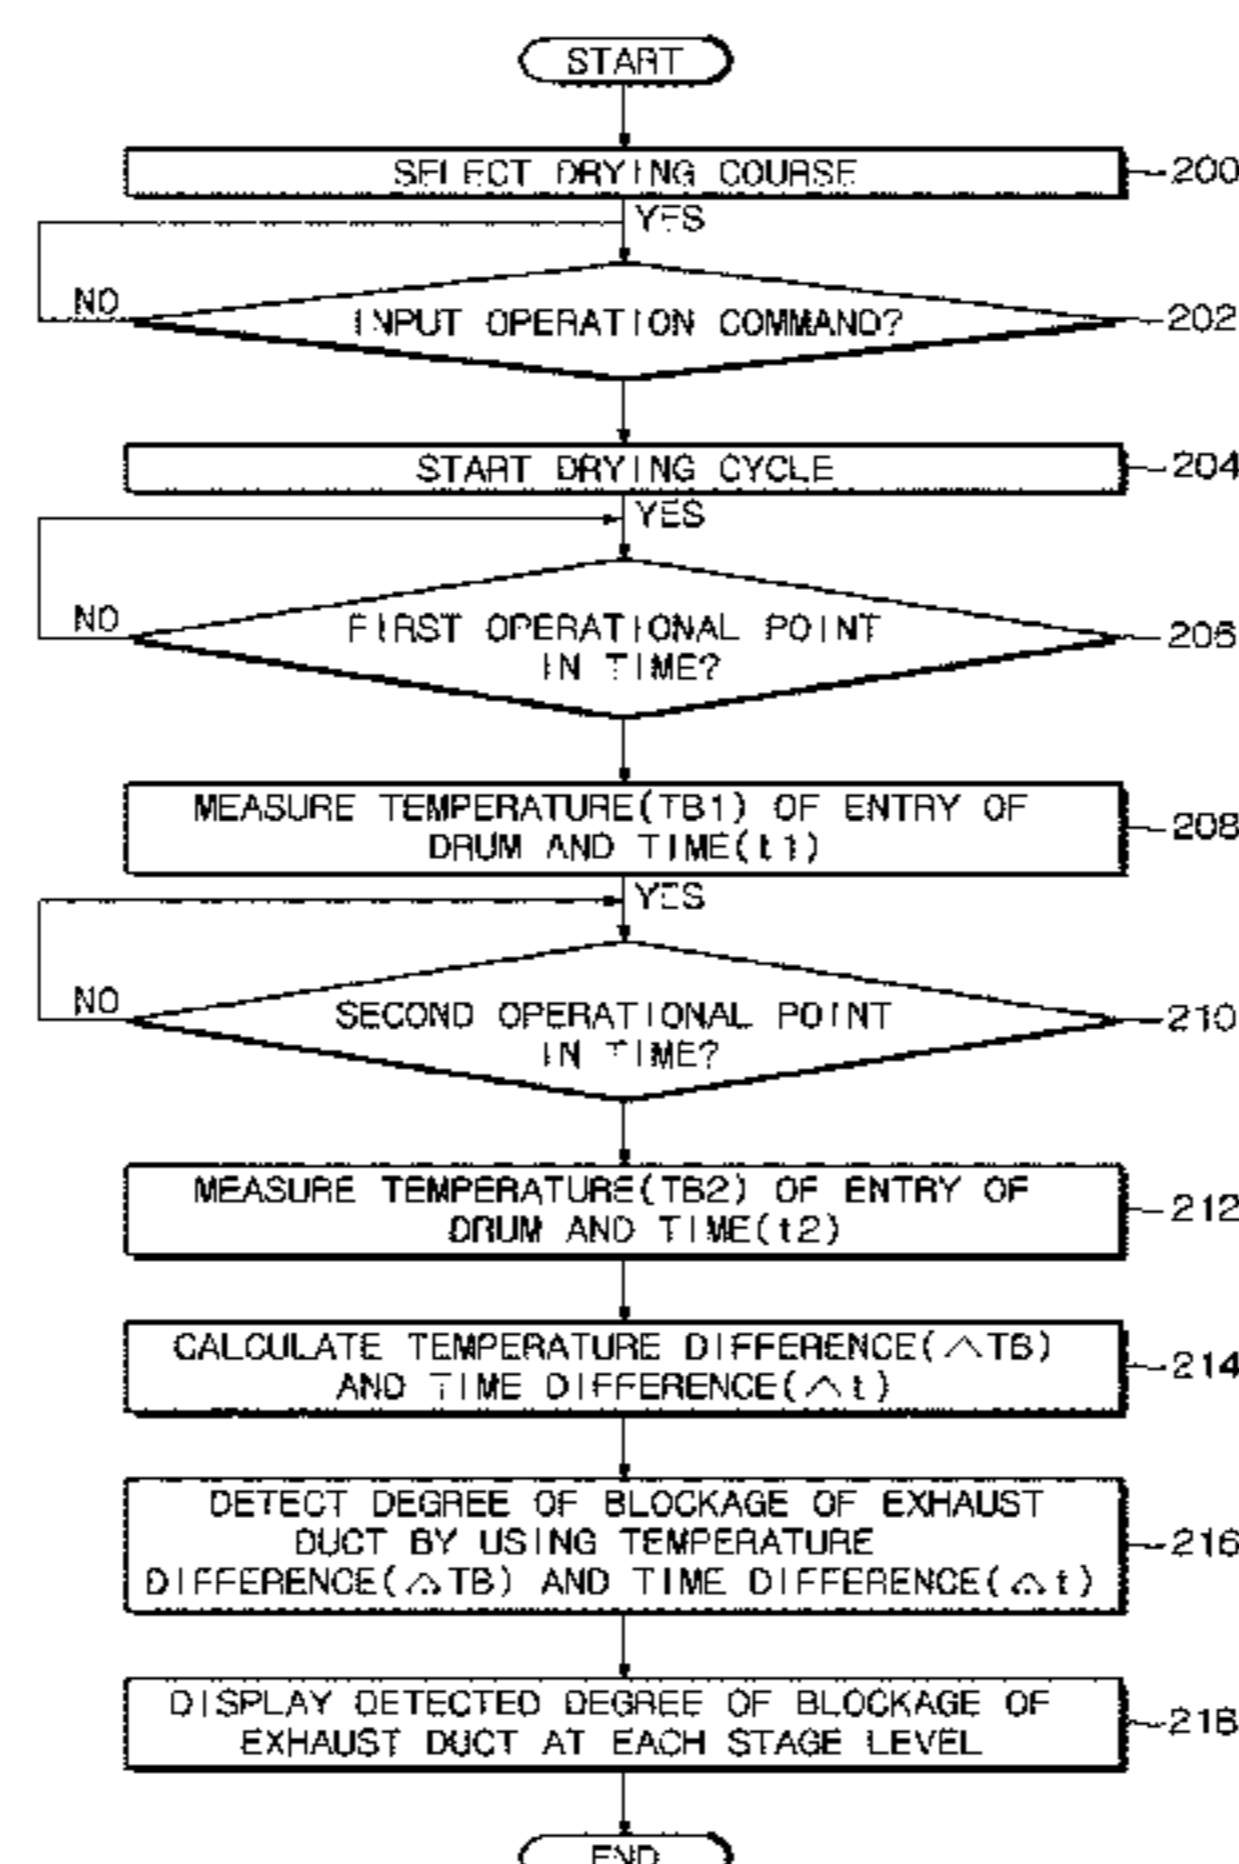 START
SELECT DRYING COURSE
200
YES
NO
INPUT OPERATION COMMAND?
202
START DRYING CYCLE
204
YES
NO
FIRST OPERATIONAL POINT
IN TIME?
206
MEASURE TEMPERATURE(TB1) OF ENTRY OF
DRUM AND TIME(t1)
208
YES
NO
SECOND OPERATIONAL POINT
IN TIME?
210
MEASURE TEMPERATURE(TB2) OF ENTRY OF
DRUM AND TIME(t2)
212
CALCULATE TEMPERATURE DIFFERENCE(△TB)
AND TIME DIFFERENCE(△t)
214
DETECT DEGREE OF BLOCKAGE OF EXHAUST
DUCT BY USING TEMPERATURE
DIFFERENCE(△TB) AND TIME DIFFERENCE(△t)
216
DISPLAY DETECTED DEGREE OF BLOCKAGE OF
EXHAUST DUCT AT EACH STAGE LEVEL
218
END